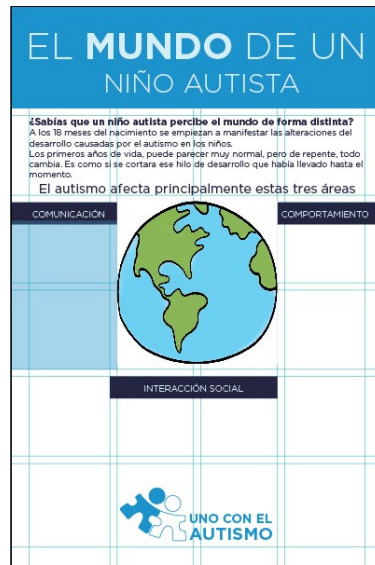 EL MUNDO DE UN
NIÑO AUTISTA
¿Sabías que un niño autista percibe el mundo de forma distinta?
A los 18 meses del nacimiento se empiezan a manifestar las alteraciones del
desarrollo causadas por el autismo en los niños.
Los primeros años de vida, puede parecer muy normal, pero de repente, todo
cambia. Es como si se cortara ese hilo de desarrollo que había llevado hasta el
momento.
El autismo afecta principalmente estas tres áreas
COMUNICACIÓN
COMPORTAMIENTO
INTERACCIÓN SOCIAL
UNO CON EL
AUTISMO